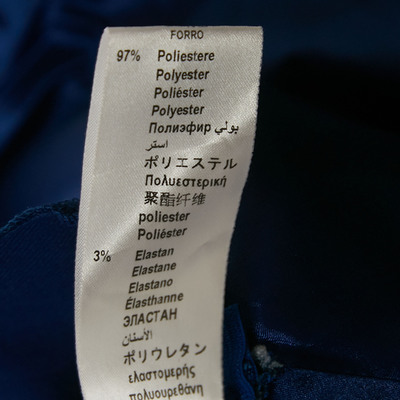 FORRO
97% Poliestere
Polyester
Poliéster
Polyester
Полиэфир بولي
استر
ポリエステル
Πολυεστερική
聚酯纤维
poliester
Poliéster
3% Elastan
Elastane
Elastano
Élasthanne
ЭЛАСТАН
الأستان
ポリウレタン
ελαστομερής
πολυουρεθάνη